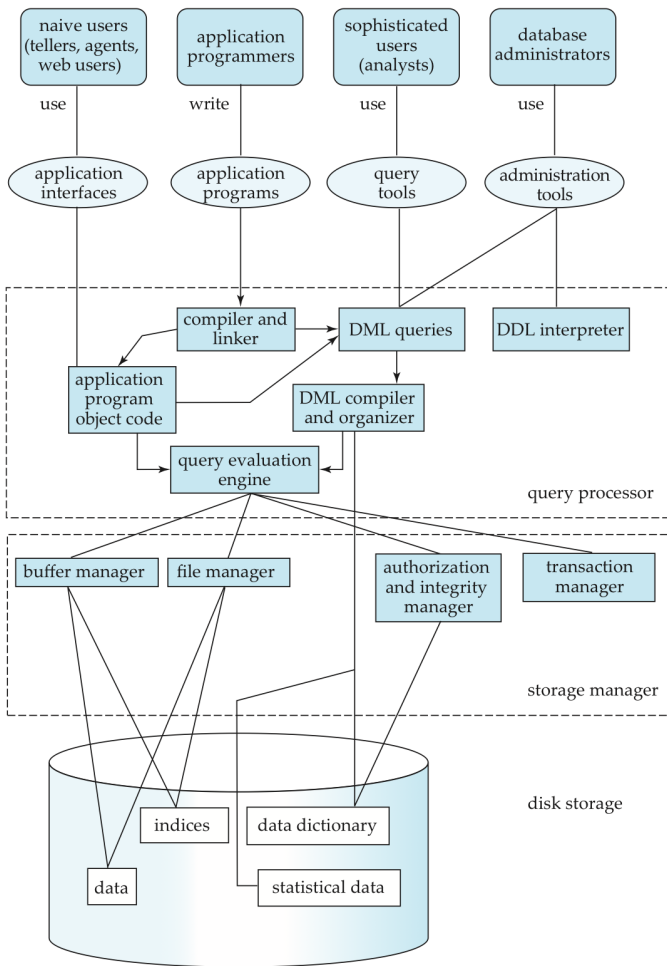 naive users
(tellers, agents,
web users)
application
programmers
sophisticated
users
(analysts)
database
administrators
use
write
use
use
application
interfaces
application
programs
query
tools
administration
tools
compiler and
linker
DML queries
DDL interpreter
application
program
object code
DML compiler
and organizer
query evaluation
engine
query processor
buffer manager
file manager
authorization
and integrity
manager
transaction
manager
storage manager
disk storage
indices
data dictionary
data
statistical data